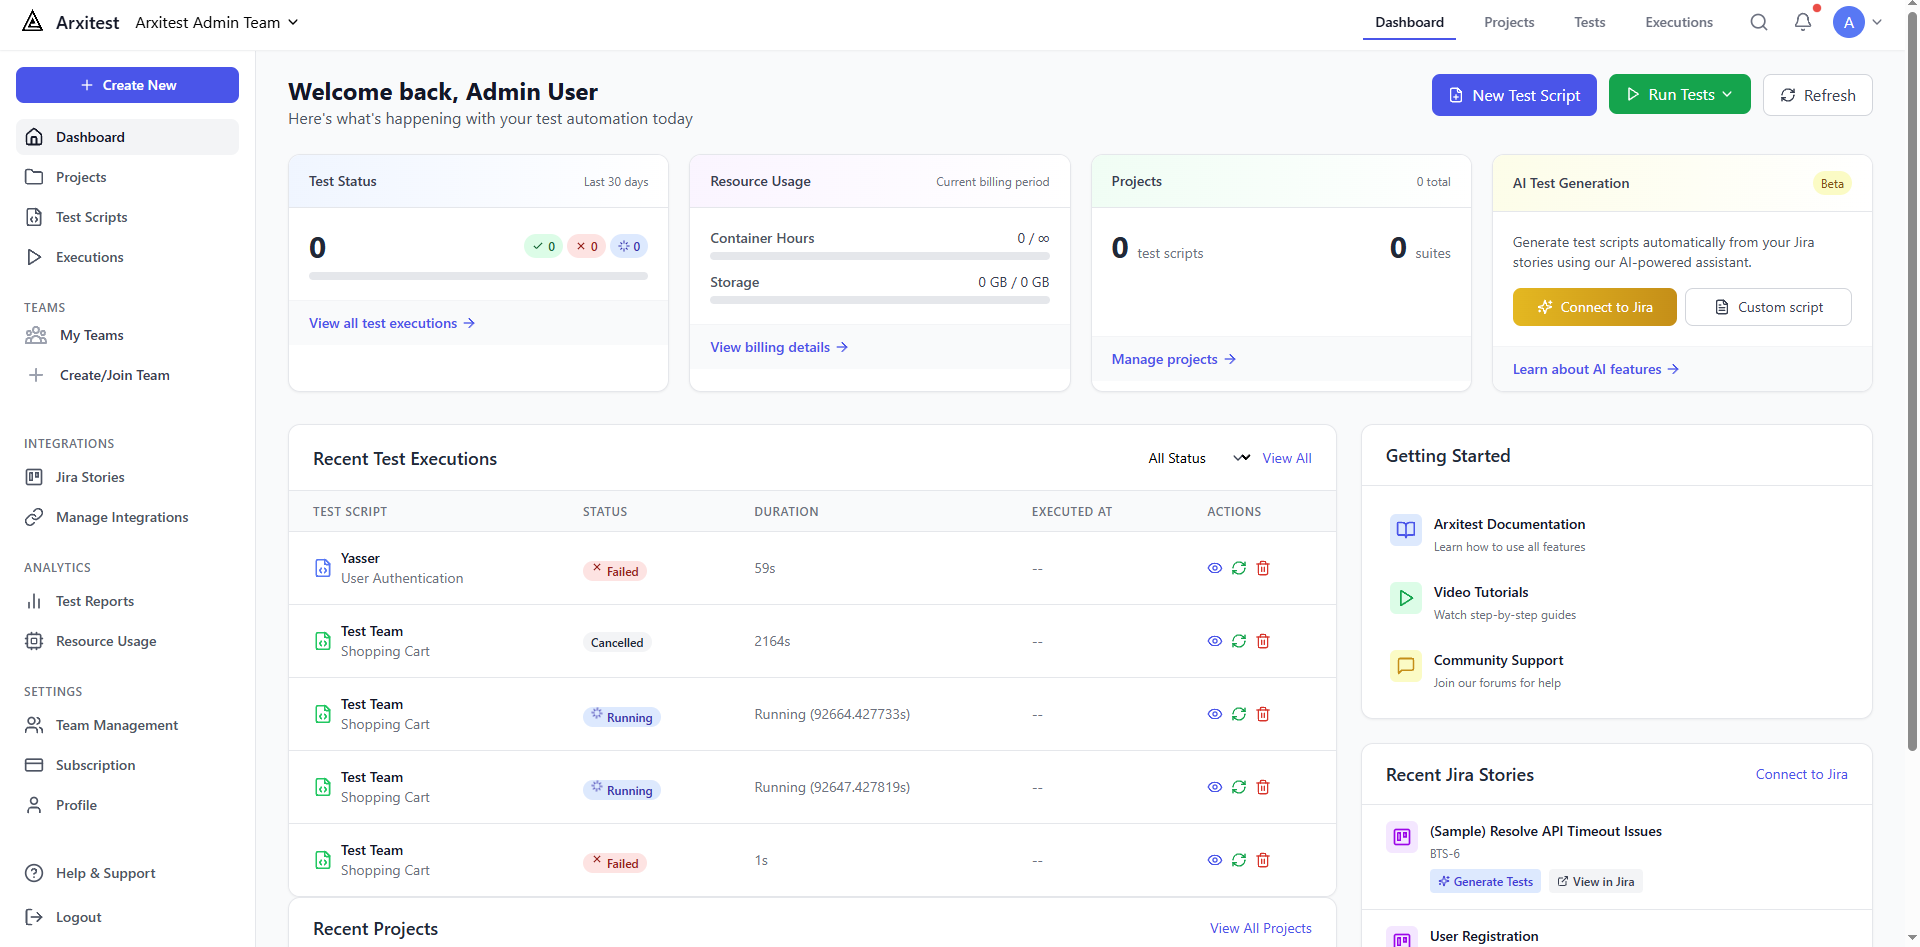 Arxitest
Arxitest Admin Team
Dashboard
Projects
Tests
Executions
A
Create New
Dashboard
Projects
Test Scripts
Executions
TEAMS
My Teams
Create/Join Team
INTEGRATIONS
Jira Stories
Manage Integrations
ANALYTICS
Test Reports
Resource Usage
SETTINGS
Team Management
Subscription
Profile
Help & Support
Logout
Welcome back, Admin User
Here's what's happening with your test automation today
New Test Script
Run Tests
Refresh
Test Status
Last 30 days
0
0
0
0
View all test executions
Resource Usage
Current billing period
Container Hours
0 / ∞
Storage
0 GB / 0 GB
View billing details
Projects
0 total
0 test scripts
0 suites
Manage projects
AI Test Generation
Beta
Generate test scripts automatically from your Jira
stories using our AI-powered assistant.
Connect to Jira
Custom script
Learn about AI features
Recent Test Executions
All Status
View All
TEST SCRIPT STATUS DURATION EXECUTED AT ACTIONS
Yasser
User Authentication
Failed
59s
--
Test Team
Shopping Cart
Cancelled
2164s
--
Test Team
Shopping Cart
Running
Running (92664.427733s)
--
Test Team
Shopping Cart
Running
Running (92647.427819s)
--
Test Team
Shopping Cart
Failed
1s
--
Recent Projects
View All Projects
Getting Started
Arxitest Documentation
Learn how to use all features
Video Tutorials
Watch step-by-step guides
Community Support
Join our forums for help
Recent Jira Stories
Connect to Jira
(Sample) Resolve API Timeout Issues
BTS-6
Generate Tests
View in Jira
User Registration